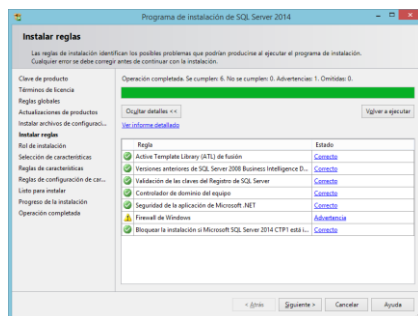 Programa de instalación de SQL Server 2014
Instalar reglas
Las reglas de instalación identifican los posibles problemas que podrían producirse al ejecutar el programa de instalación.
Cualquier error se debe corregir antes de continuar con la instalación.
Clave de producto
Términos de licencia
Reglas globales
Actualizaciones de productos
Instalar archivos de configuraci...
Instalar reglas
Rol de instalación
Selección de características
Reglas de características
Reglas de configuración de car...
Listo para instalar
Progreso de la instalación
Operación completada
Operación completada. Se cumplen: 6. No se cumplen: 0. Advertencias: 1. Omitidas: 0.
Ocultar detalles <<
Volver a ejecutar
Ver informe detallado
Regla Estado
Active Template Library (ATL) de fusión Correcto
Versiones anteriores de SQL Server 2008 Business Intelligence D... Correcto
Validación de las claves del Registro de SQL Server Correcto
Controlador de dominio del equipo Correcto
Seguridad de la aplicación de Microsoft .NET Correcto
Firewall de Windows Advertencia
Bloquear la instalación si Microsoft SQL Server 2014 CTP1 está i... Correcto
< Atrás Siguiente > Cancelar Ayuda